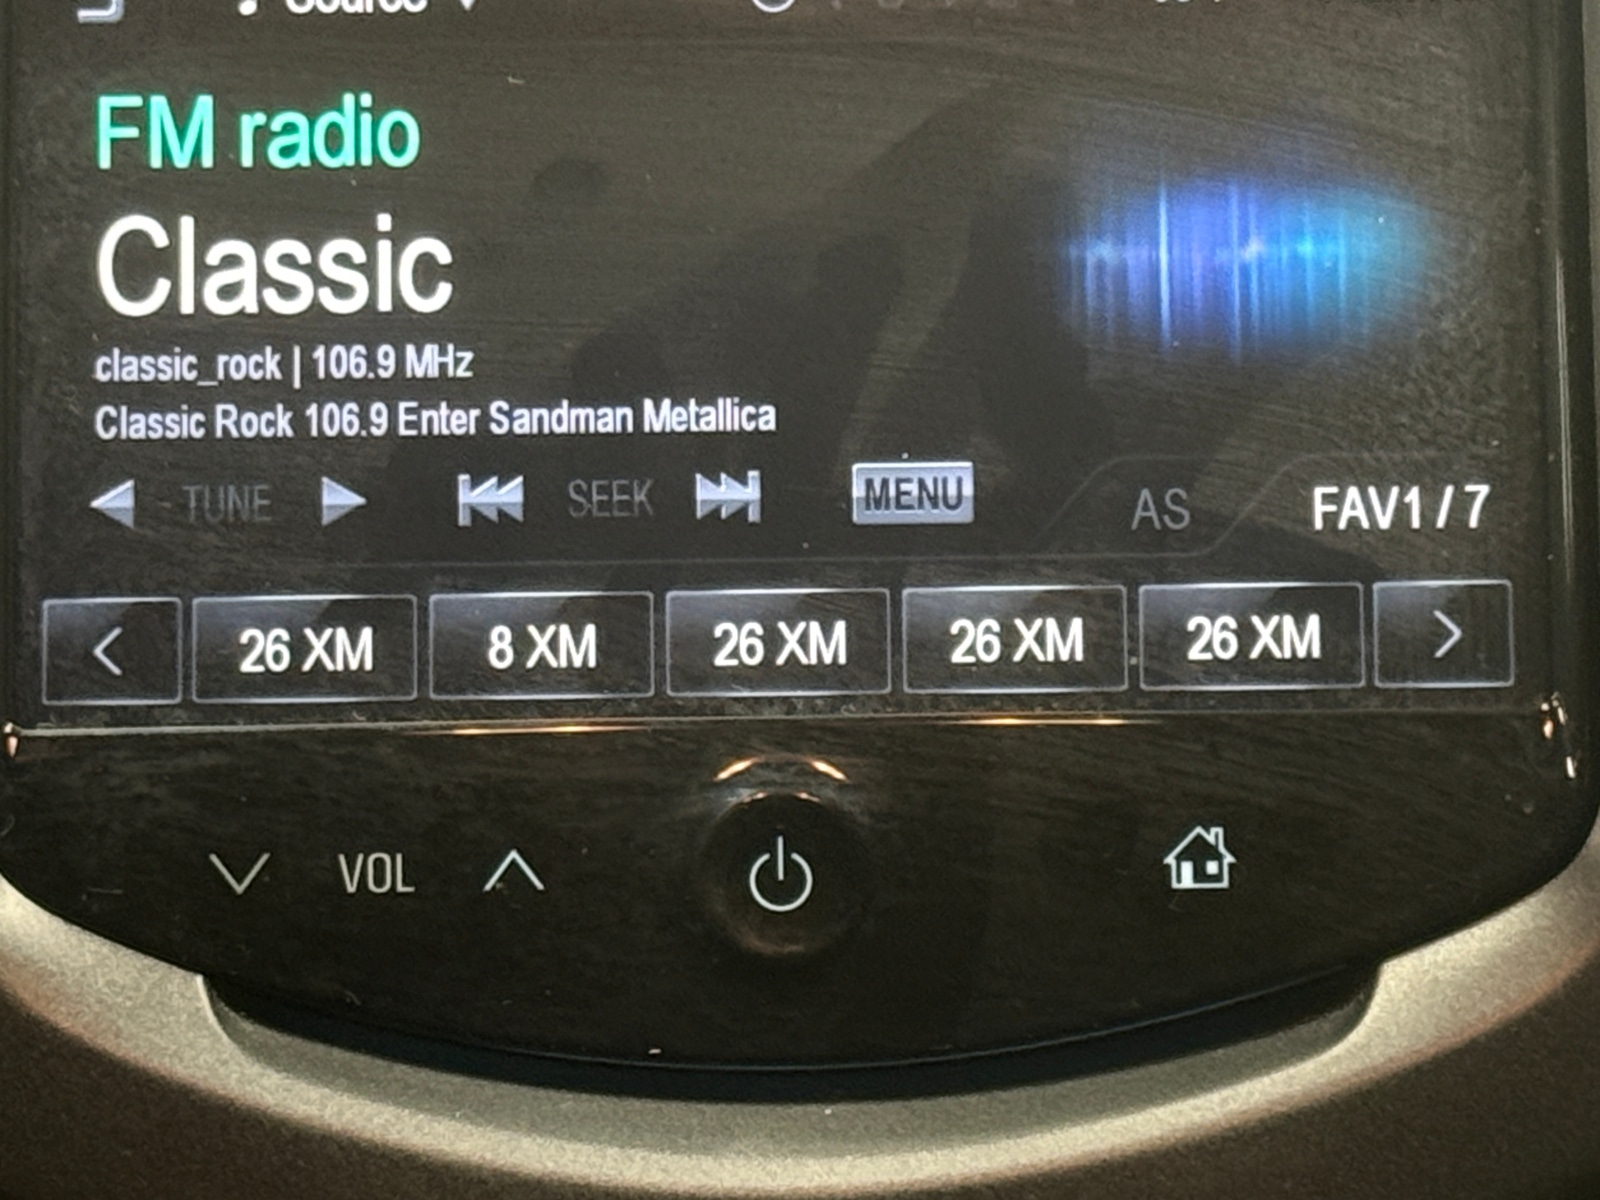 Source
FM radio
Classic
classic_rock | 106.9 MHz
Classic Rock 106.9 Enter Sandman Metallica
TUNE SEEK MENU AS FAV1 / 7
26 XM 8 XM 26 XM 26 XM 26 XM
VOL